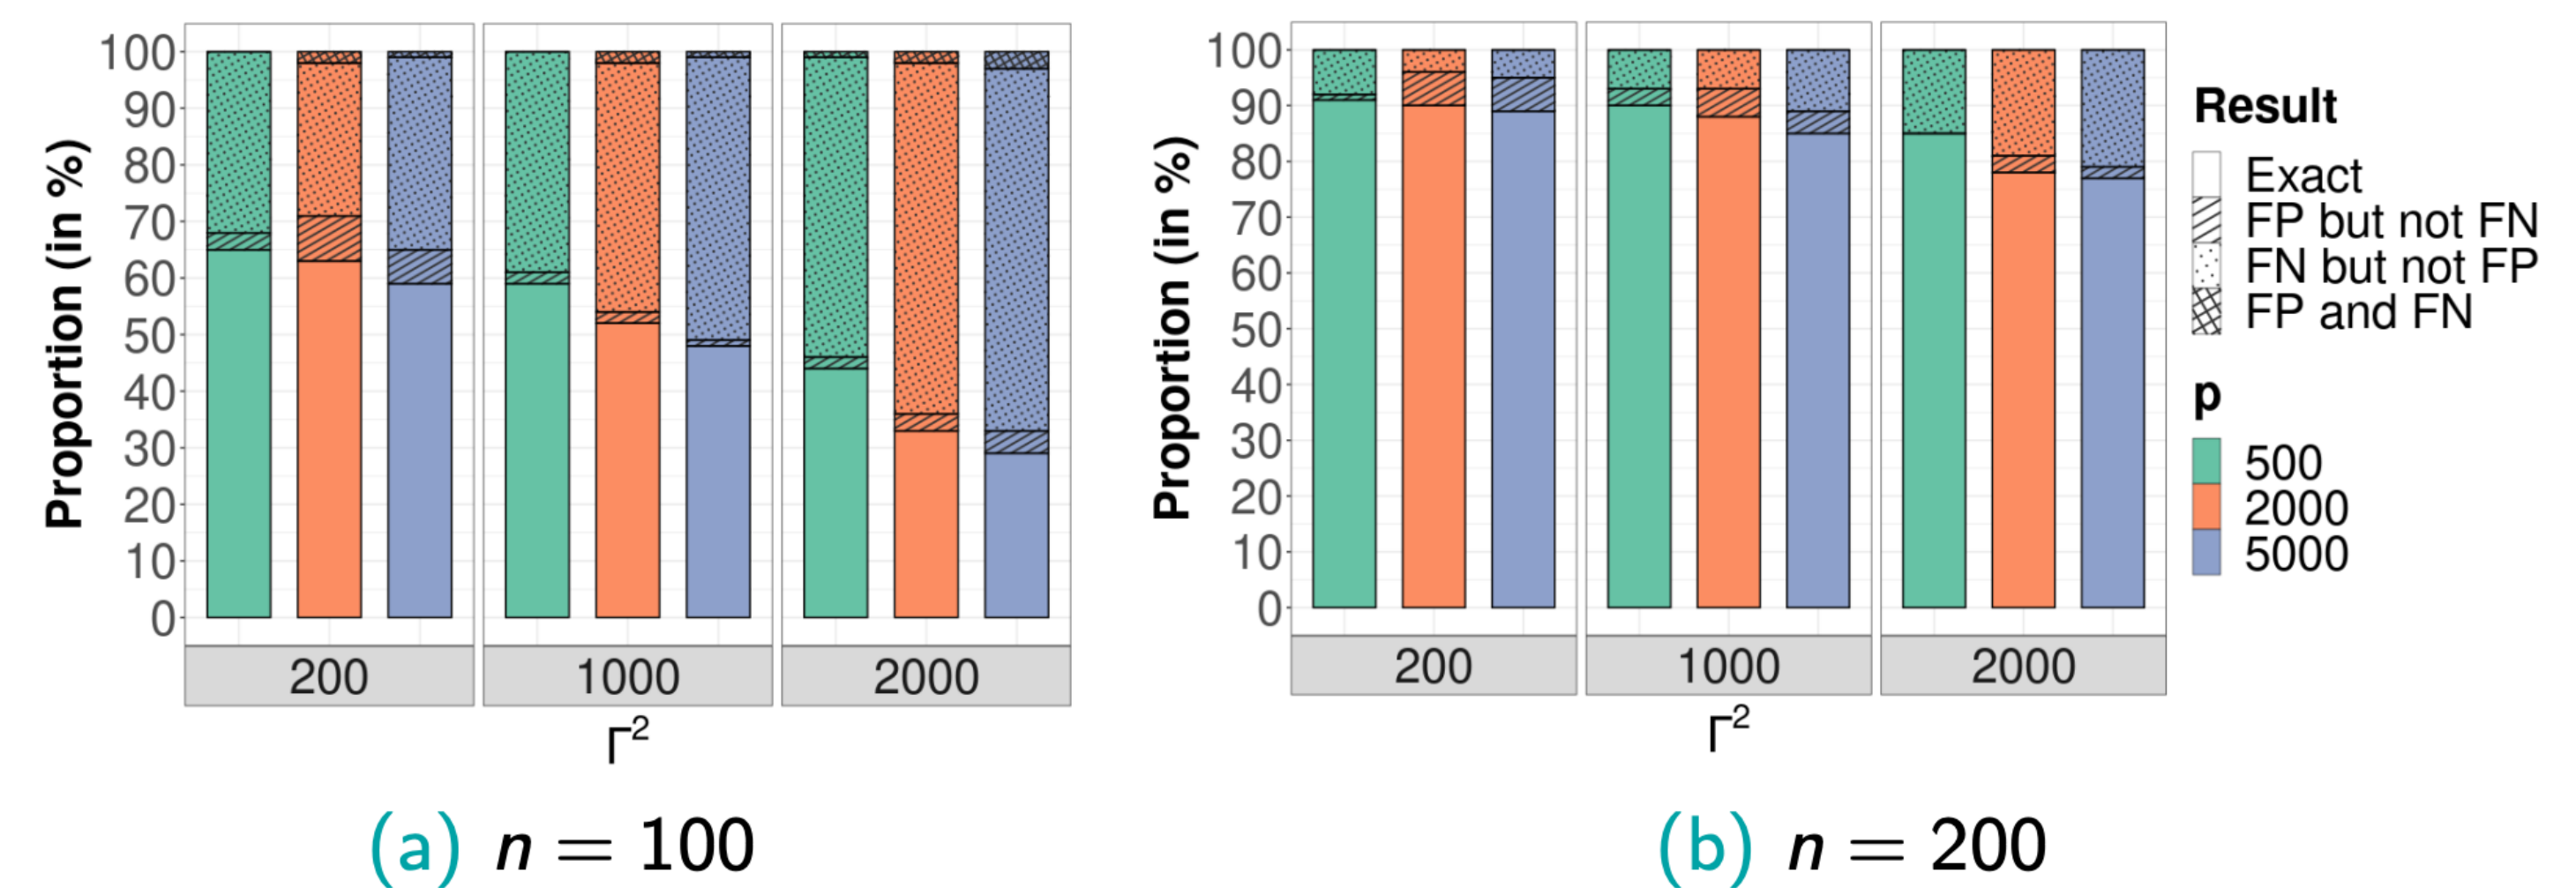 Proportion (in %)
100
90
80
70
60
50
40
30
20
10
0
200 1000 2000
Γ²
(a) n = 100
Proportion (in %)
100
90
80
70
60
50
40
30
20
10
0
200 1000 2000
Γ²
(b) n = 200
Result
Exact
FP but not FN
FN but not FP
FP and FN
p
500
2000
5000